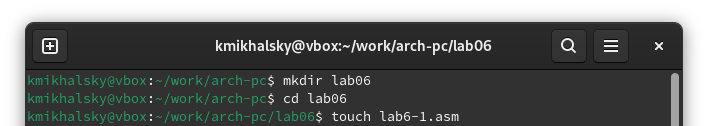 kmikhalsky@vbox:~/work/arch-pc/lab06
kmikhalsky@vbox:~/work/arch-pc$ mkdir lab06
kmikhalsky@vbox:~/work/arch-pc$ cd lab06
kmikhalsky@vbox:~/work/arch-pc/lab06$ touch lab6-1.asm